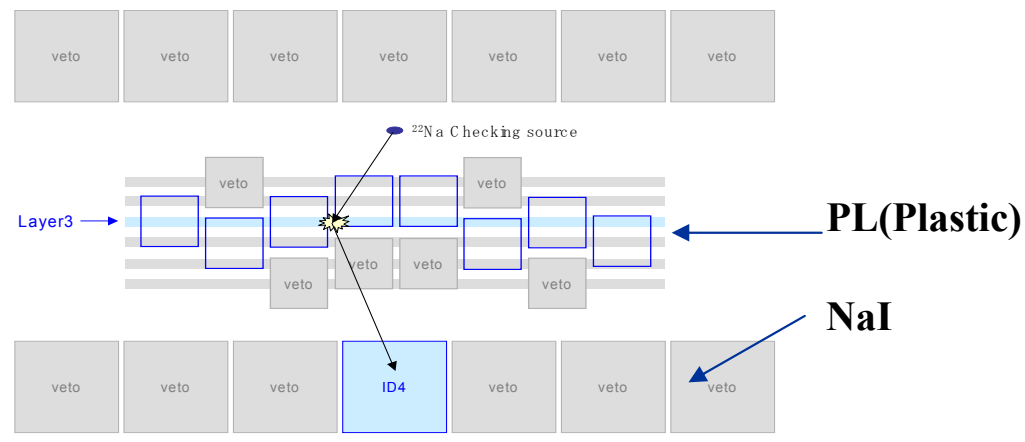 veto veto veto veto veto veto veto
²²Na Checking source
veto veto
Layer3
PL(Plastic)
veto veto
veto veto
NaI
veto veto veto ID4 veto veto veto